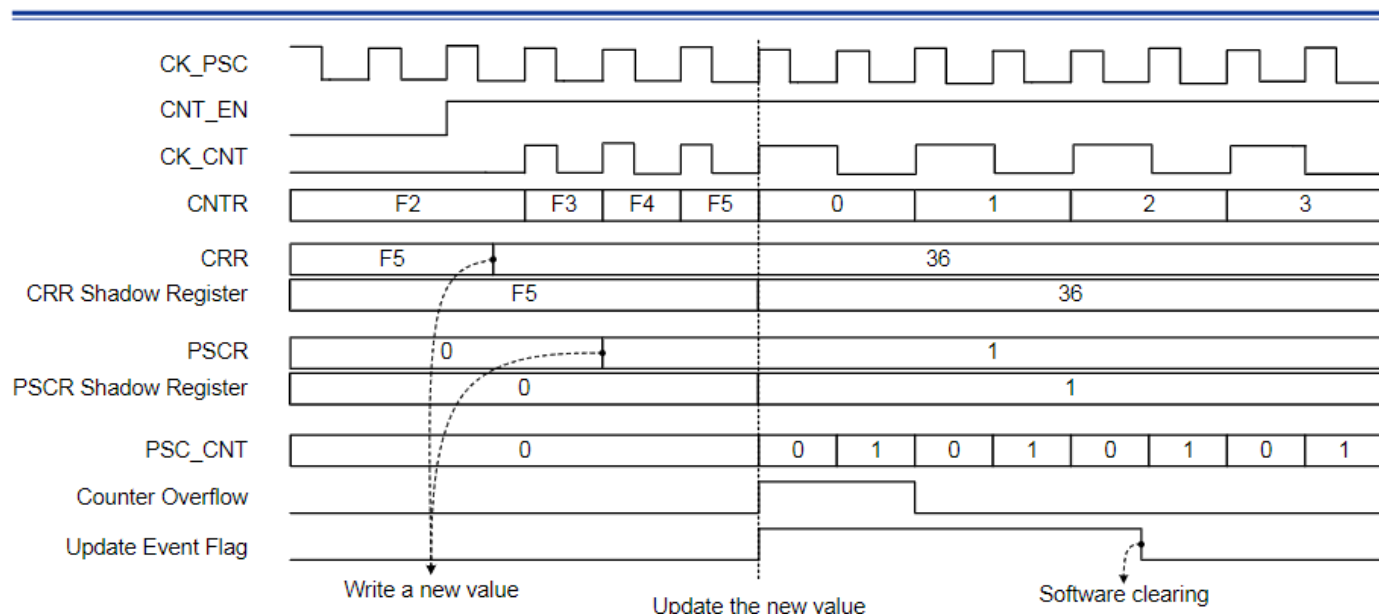 CK_PSC
CNT_EN
CK_CNT
CNTR F2 F3 F4 F5 0 1 2 3
CRR F5 36
CRR Shadow Register F5 36
PSCR 0 1
PSCR Shadow Register 0 1
PSC_CNT 0 0 1 0 1 0 1 0 1
Counter Overflow
Update Event Flag
Write a new value
Update the new value
Software clearing